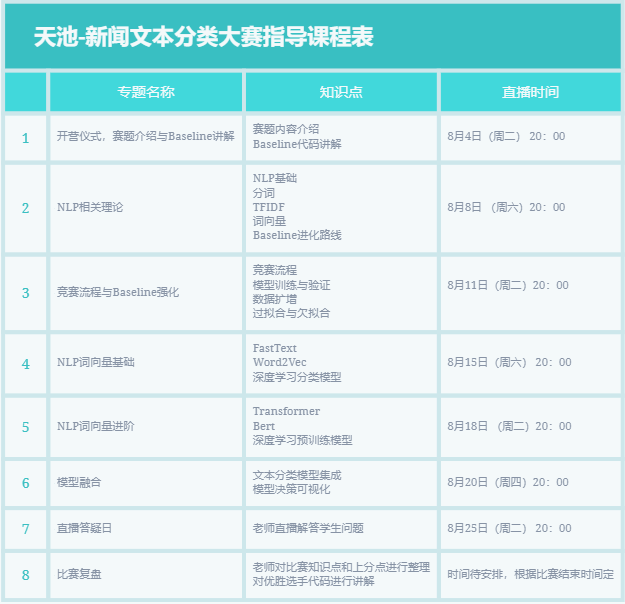 天池-新闻文本分类大赛指导课程表
专题名称 知识点 直播时间
1 开营仪式，赛题介绍与Baseline讲解 赛题内容介绍 8月4日（周二） 20：00
Baseline代码讲解
2 NLP相关理论 NLP基础 8月8日 （周六）20：00
分词
TFIDF
词向量
Baseline进化路线
3 竞赛流程与Baseline强化 竞赛流程 8月11日（周二）20：00
模型训练与验证
数据扩增
过拟合与欠拟合
4 NLP词向量基础 FastText 8月15日（周六） 20：00
Word2Vec
深度学习分类模型
5 NLP词向量进阶 Transformer 8月18日 （周二）20：00
Bert
深度学习预训练模型
6 模型融合 文本分类模型集成 8月20日（周四）20：00
模型决策可视化
7 直播答疑日 老师直播解答学生问题 8月25日（周二） 20：00
8 比赛复盘 老师对比赛知识点和上分点进行整理 时间待安排，根据比赛结束时间定
对优胜选手代码进行讲解